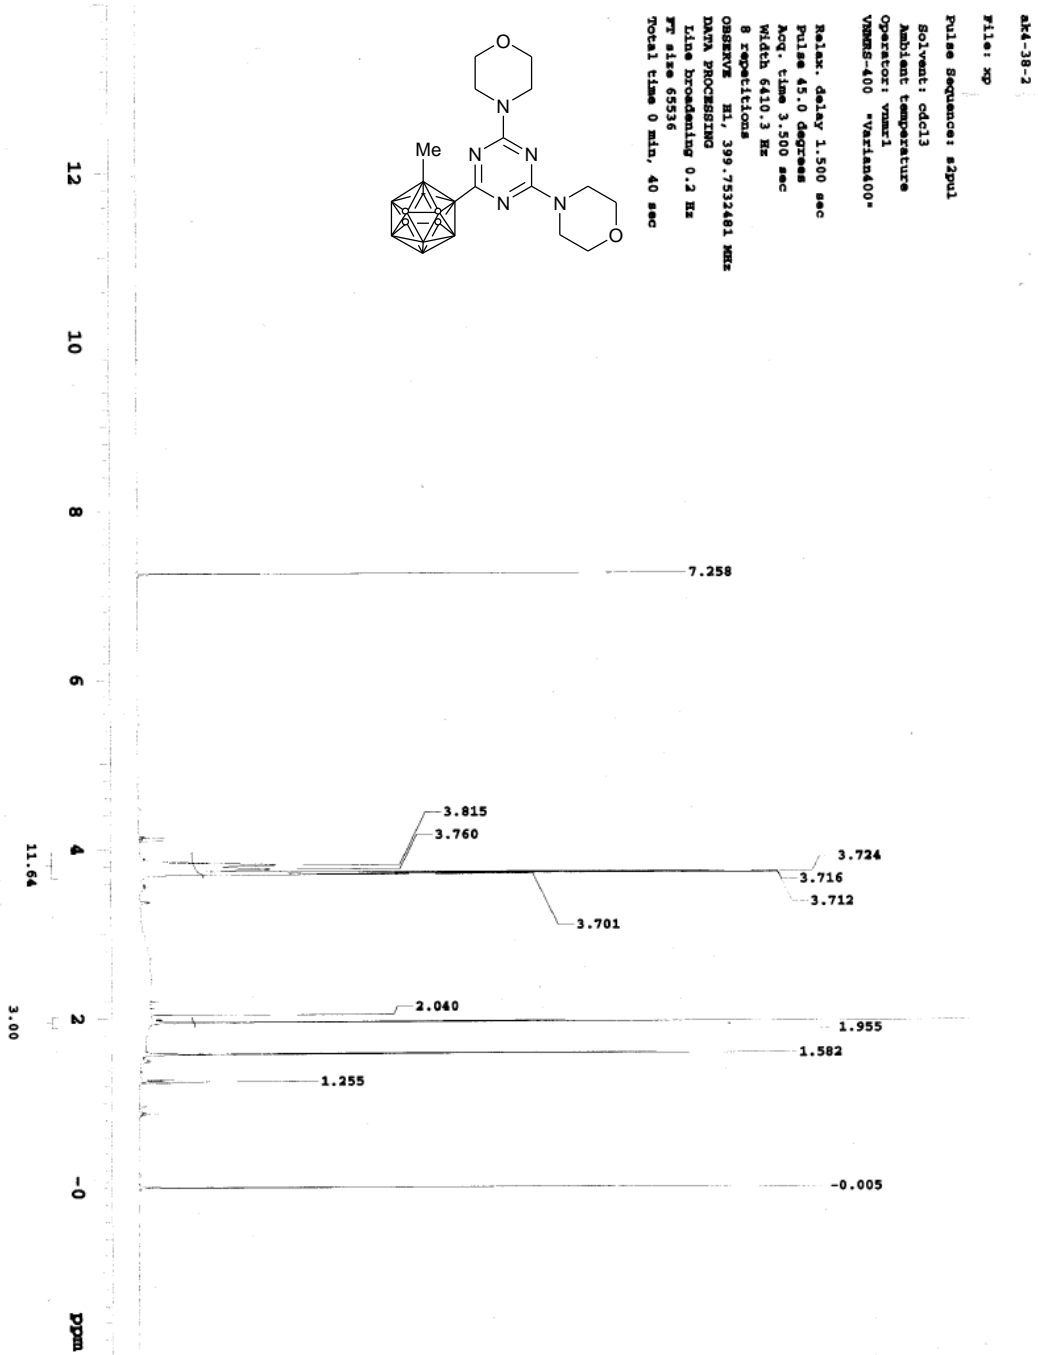 ak4-38-2
File: xp
Pulse Sequence: s2pul
Solvent: cdcl3
Ambient temperature
Operator: vnmr1
VNMRS-400 "Varian400"
Relax. delay 1.500 sec
Pulse 45.0 degrees
Acq. time 3.500 sec
Width 6410.3 Hz
8 repetitions
OBSERVE H1, 399.7532481 MHz
DATA PROCESSING
Line broadening 0.2 Hz
FT size 65536
Total time 0 min, 40 sec
O
N
Me
N N
N
N
O
7.258
3.815
3.760
3.724
3.716
3.712
3.701
2.040
1.955
1.582
1.255
-0.005
12 10 8 6 4 2 -0 ppm
11.64
3.00